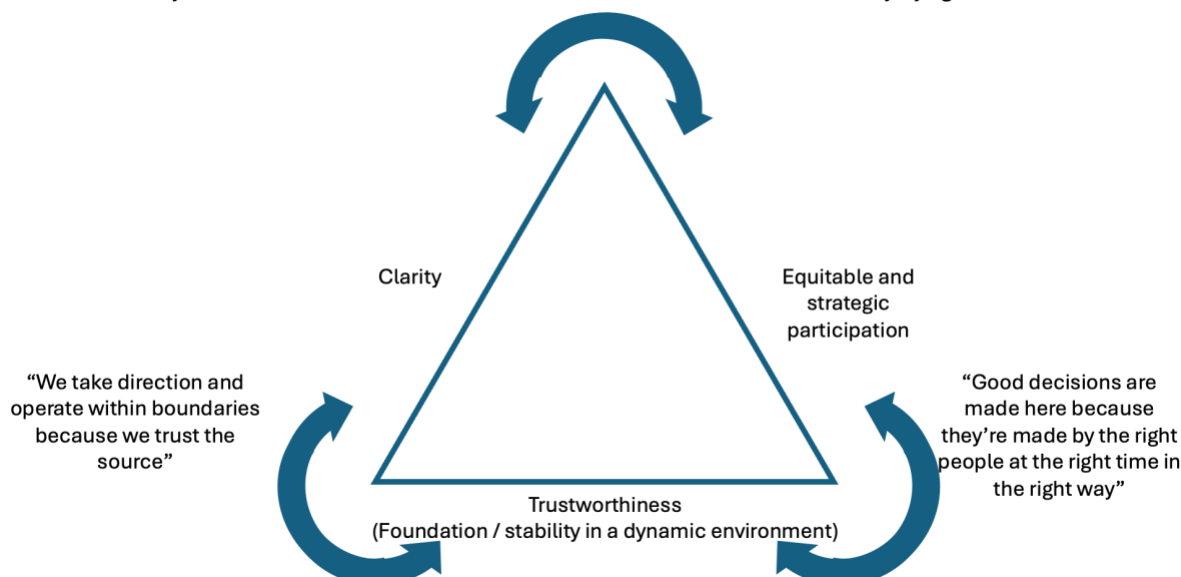 Clarity
Equitable and
strategic
participation
“We take direction and
operate within boundaries
because we trust the
source”
“Good decisions are
made here because
they’re made by the right
people at the right time in
the right way”
Trustworthiness
(Foundation / stability in a dynamic environment)